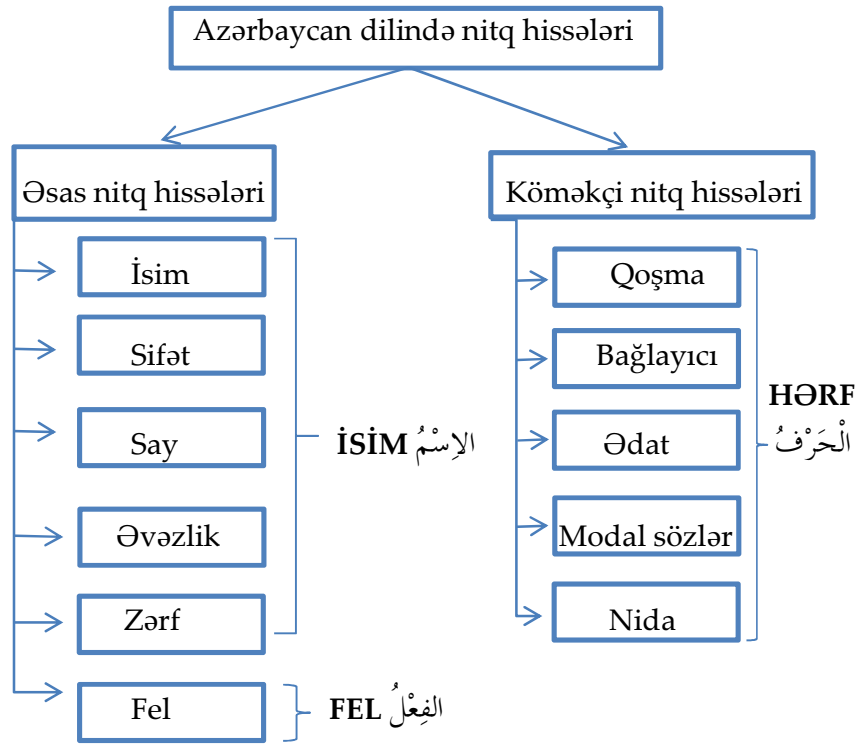 Azərbaycan dilində nitq hissələri
Əsas nitq hissələri
İsim
Sifət
Say
Əvəzlik
Zərf
İSİM الاِسْمُ
Fel
FEL الفِعْلُ
Köməkçi nitq hissələri
Qoşma
Bağlayıcı
Ədat
Modal sözlər
Nida
HƏRF
الْحَرْفُ